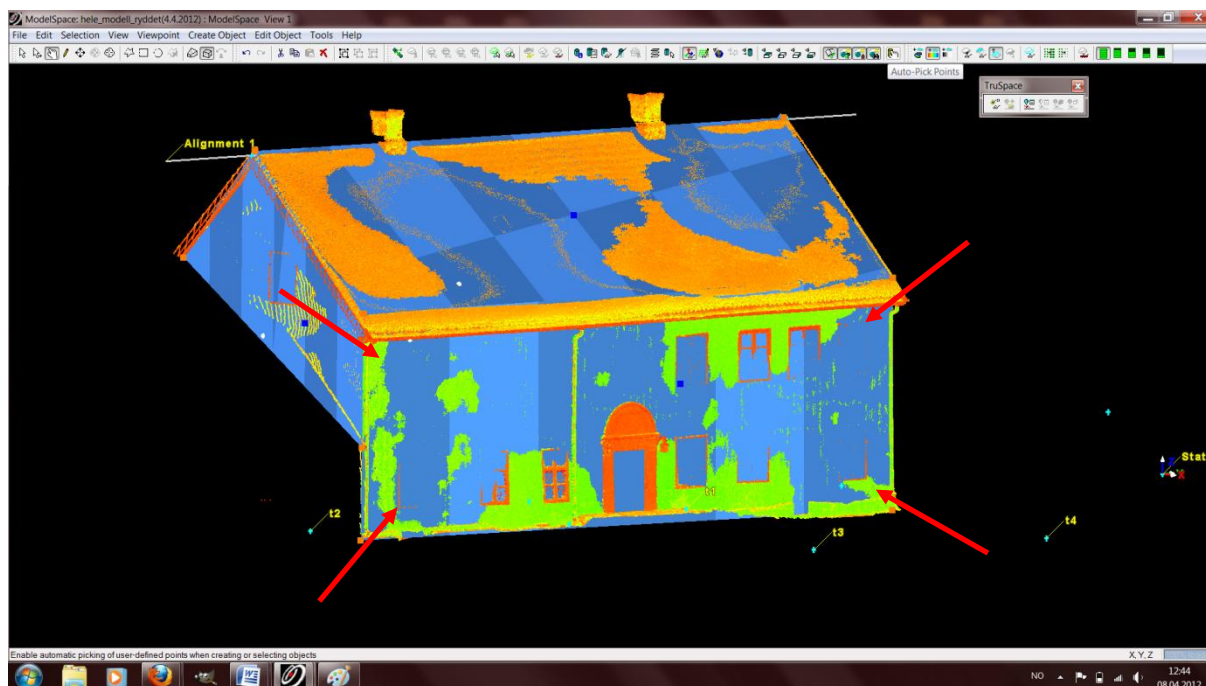 ModelSpace: hele_modell_ryddet(4.4.2012) : ModelSpace View 1
File Edit Selection View Viewpoint Create Object Edit Object Tools Help
Auto-Pick Points
TruSpace
Alignment 1
Stat
X
t1
t2
t3
t4
Enable automatic picking of user-defined points when creating or selecting objects
X, Y, Z
NO
12:44
08.04.2012